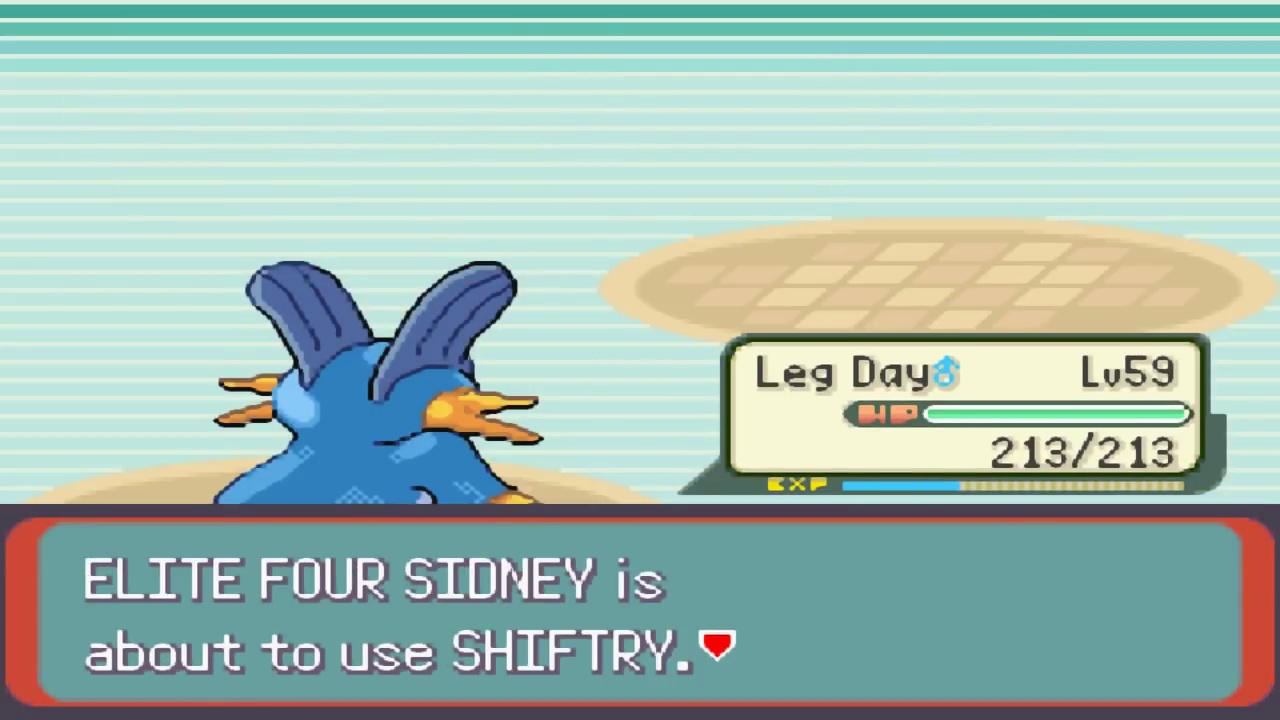 Leg Day♂ Lv59
HP
213/213
EXP
ELITE FOUR SIDNEY is
about to use SHIFTRY.